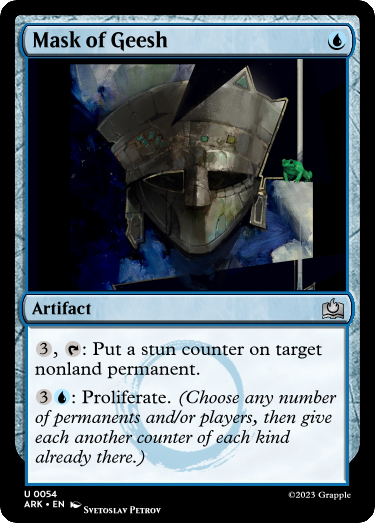 Mask of Geesh
Artifact
3, T: Put a stun counter on target
nonland permanent.
3: Proliferate. (Choose any number
of permanents and/or players, then give
each another counter of each kind
already there.)
U 0054
ARK • EN Svetoslav Petrov
©2023 Grapple